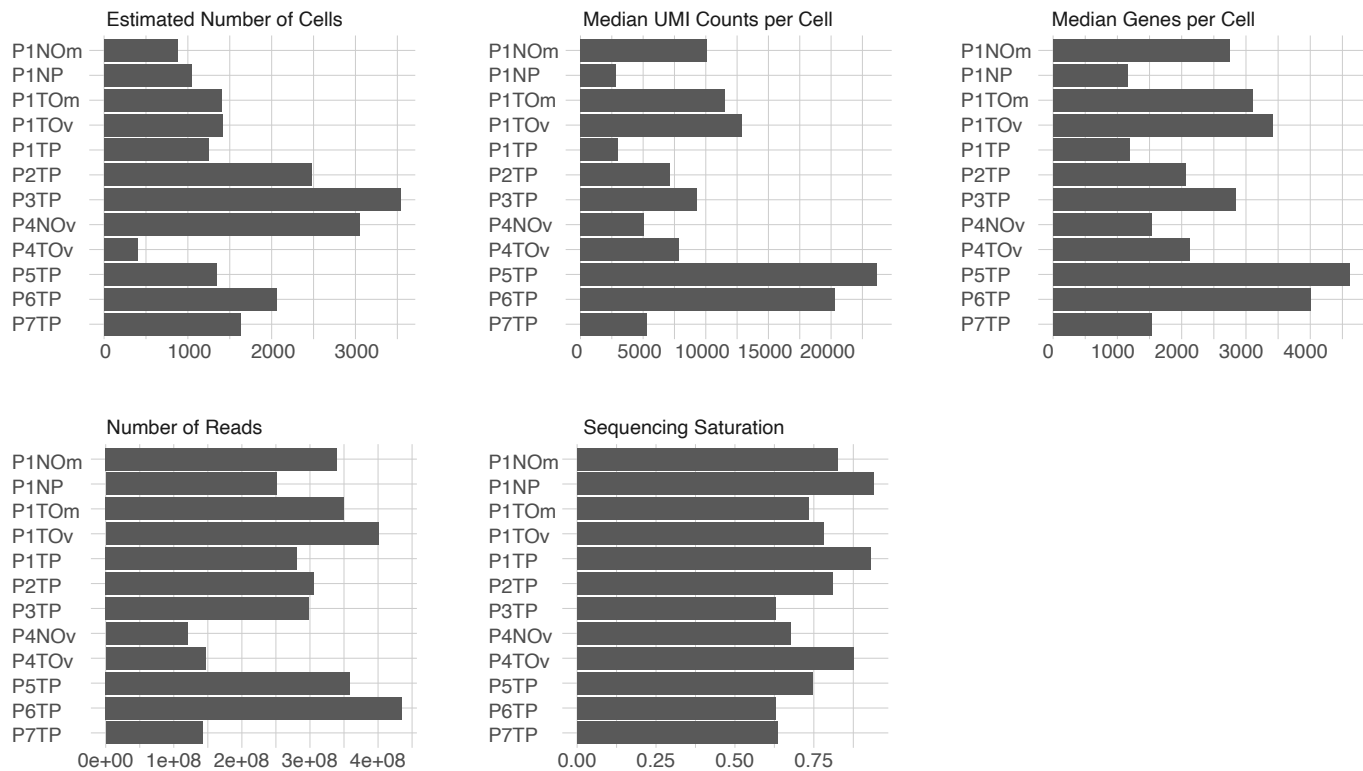 Estimated Number of Cells
P1NOm
P1NP
P1TOm
P1TOv
P1TP
P2TP
P3TP
P4NOv
P4TOv
P5TP
P6TP
P7TP
0 1000 2000 3000
Median UMI Counts per Cell
P1NOm
P1NP
P1TOm
P1TOv
P1TP
P2TP
P3TP
P4NOv
P4TOv
P5TP
P6TP
P7TP
0 5000 10000 15000 20000
Median Genes per Cell
P1NOm
P1NP
P1TOm
P1TOv
P1TP
P2TP
P3TP
P4NOv
P4TOv
P5TP
P6TP
P7TP
0 1000 2000 3000 4000
Number of Reads
P1NOm
P1NP
P1TOm
P1TOv
P1TP
P2TP
P3TP
P4NOv
P4TOv
P5TP
P6TP
P7TP
0e+00 1e+08 2e+08 3e+08 4e+08
Sequencing Saturation
P1NOm
P1NP
P1TOm
P1TOv
P1TP
P2TP
P3TP
P4NOv
P4TOv
P5TP
P6TP
P7TP
0.00 0.25 0.50 0.75